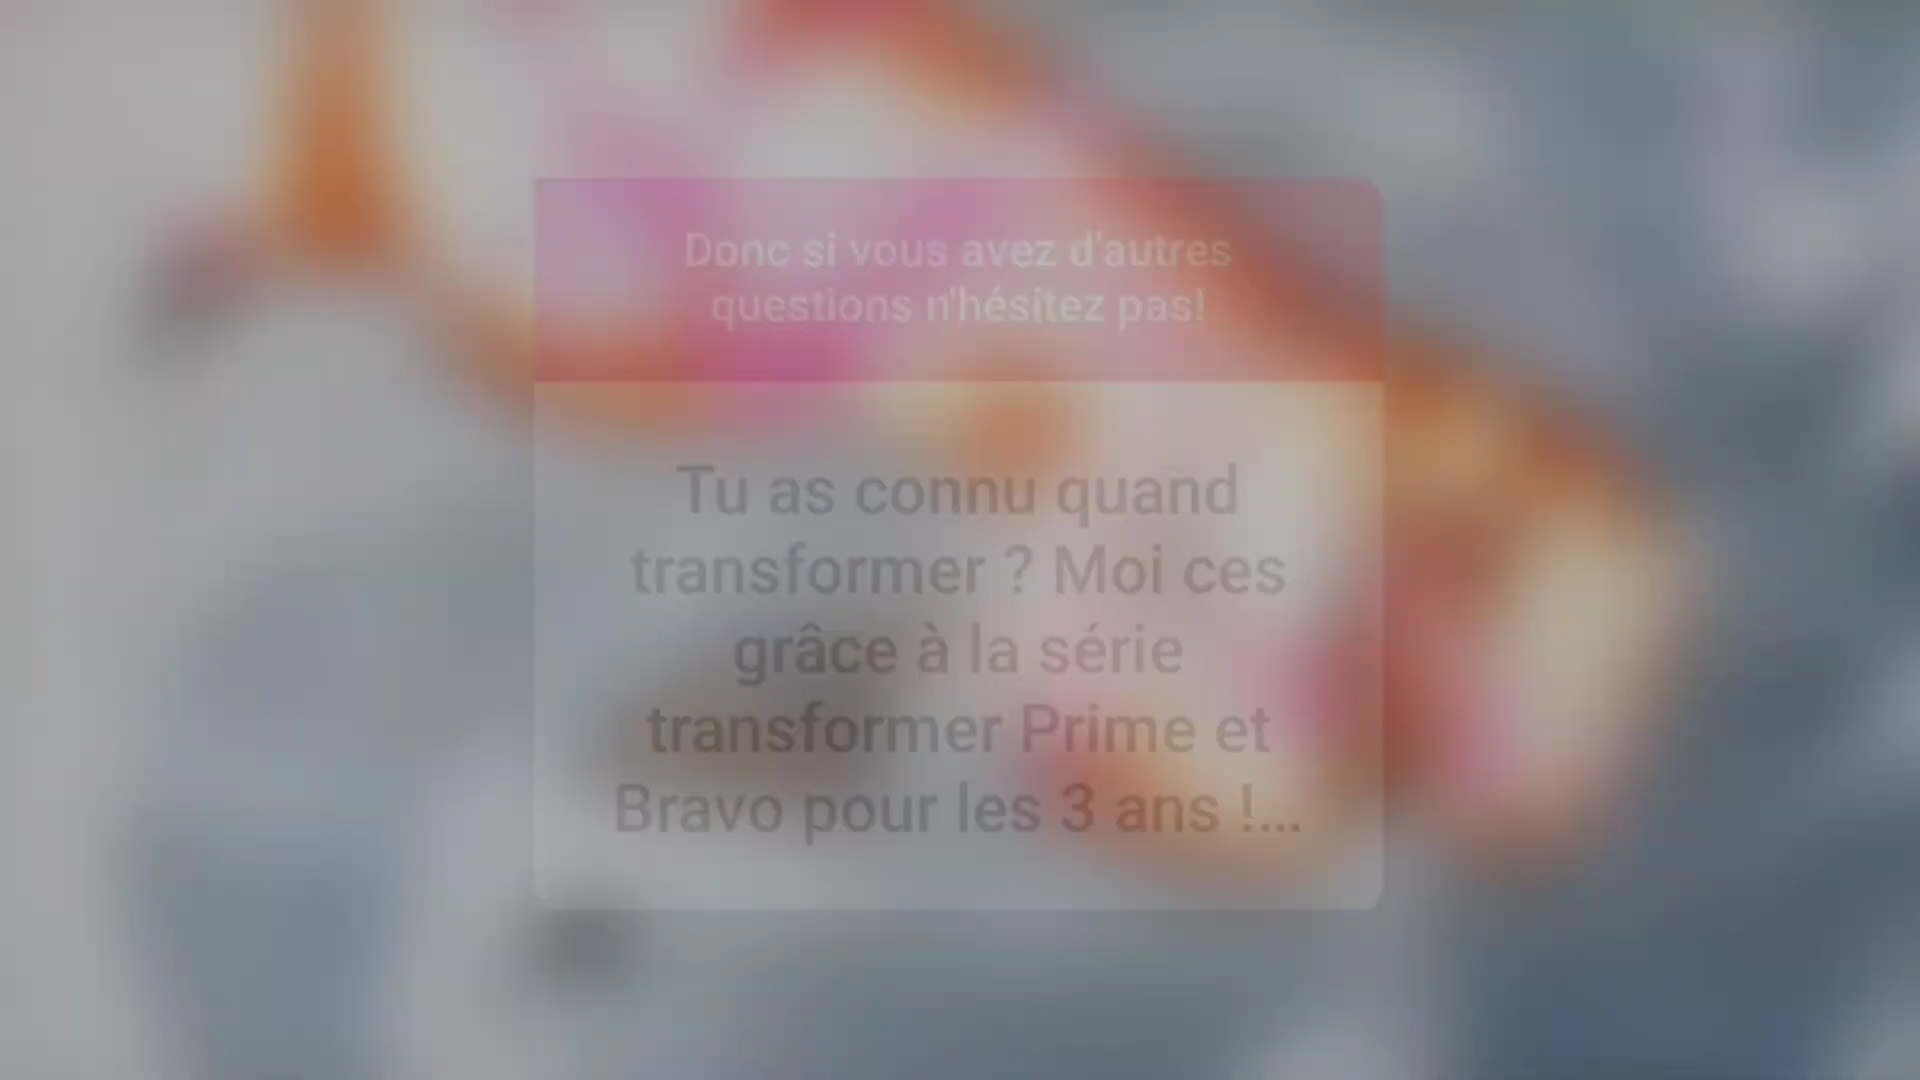 Donc si vous avez d'autres
questions n'hésitez pas!
Tu as connu quand
transformer ? Moi ces
grâce à la série
transformer Prime et
Bravo pour les 3 ans !...